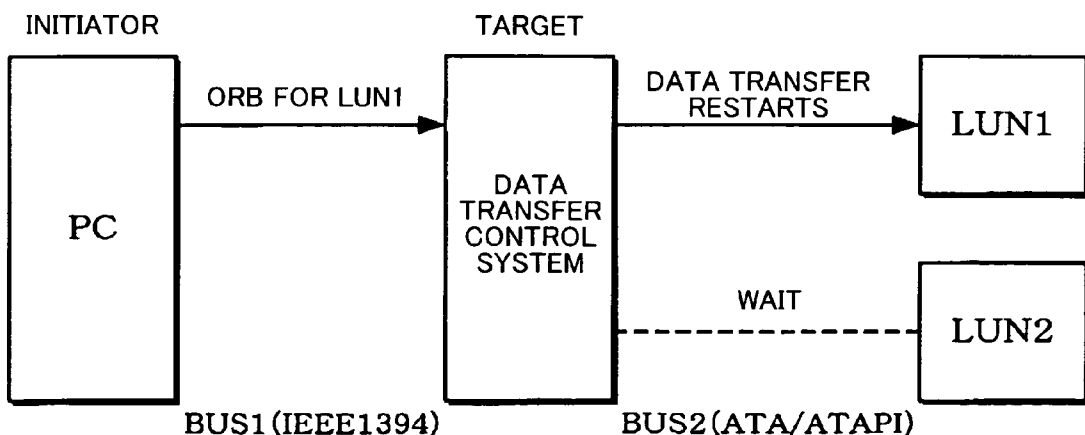 INITIATOR
TARGET
ORB FOR LUN1
DATA TRANSFER
RESTARTS
LUN1
PC
DATA
TRANSFER
CONTROL
SYSTEM
WAIT
LUN2
BUS1(IEEE1394)
BUS2(ATA/ATAPI)